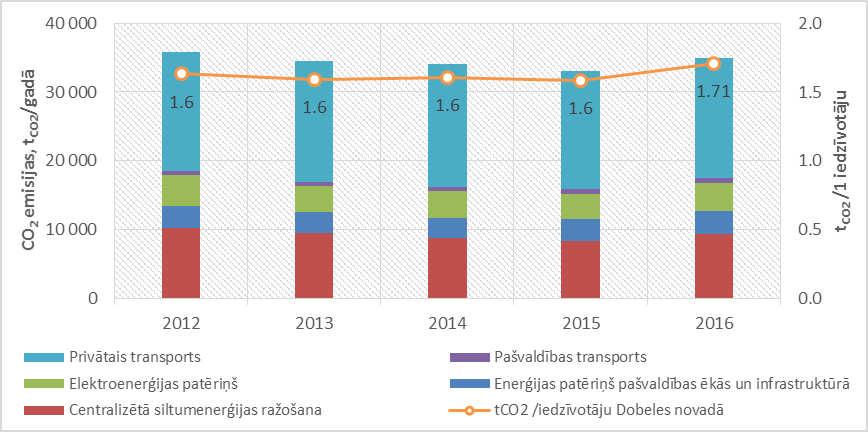 40 000
30 000
20 000
10 000
0
CO2 emisijas, tCO2/gadā
2.0
1.5
1.0
0.5
0.0
tCO2/1 iedzīvotāju
1.6
1.6
1.6
1.6
1.71
2012
2013
2014
2015
2016
Privātais transports
Pašvaldības transports
Elektroenerģijas patēriņš
Enerģijas patēriņš pašvaldības ēkās un infrastruktūrā
Centralizētā siltumenerģijas ražošana
tCO2 /iedzīvotāju Dobeles novadā